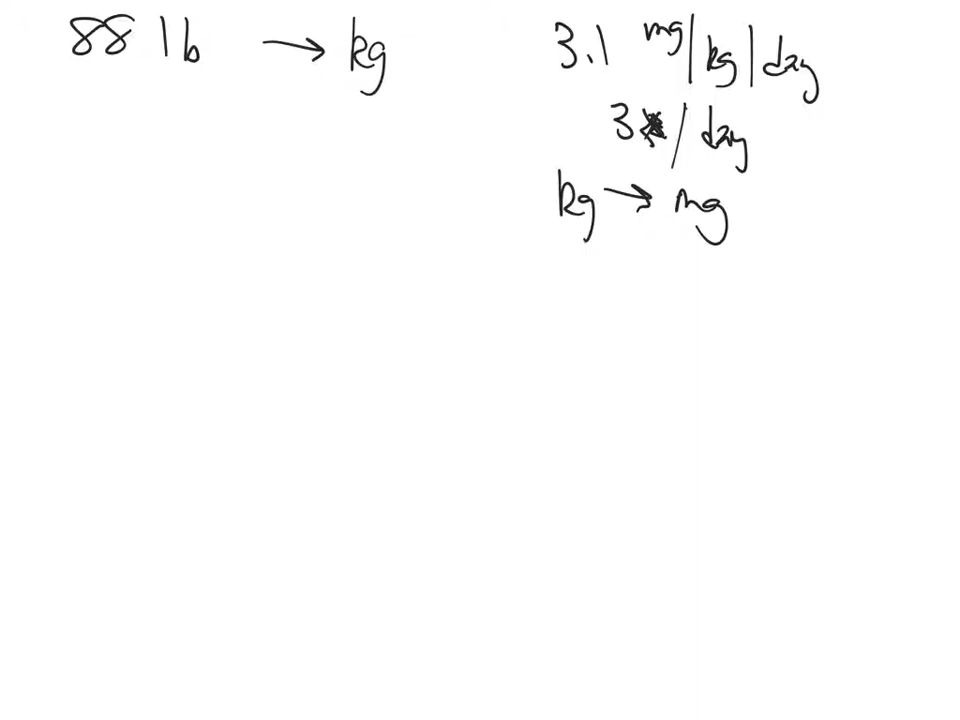 88 lb → kg
3.1 mg|kg|day
3 / day
kg → mg